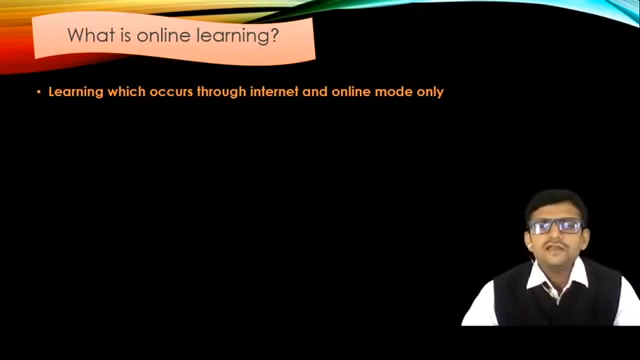 What is online learning?
• Learning which occurs through internet and online mode only